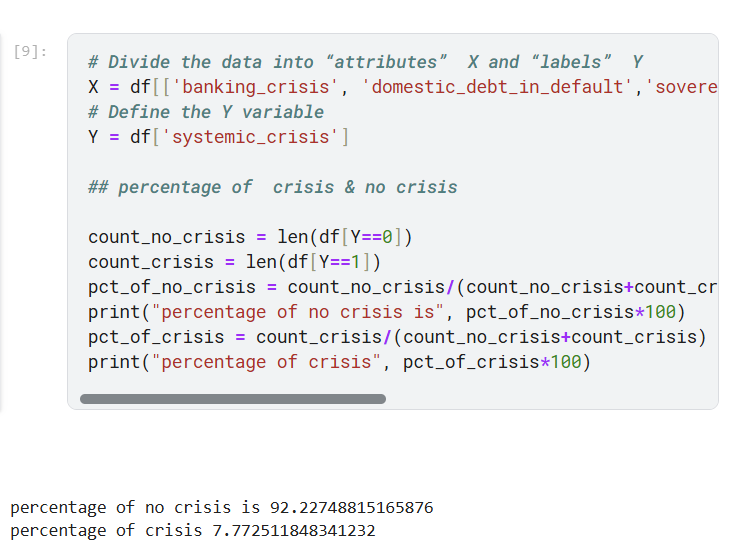 [9]:
# Divide the data into “attributes”  X and “labels”  Y
X = df[['banking_crisis', 'domestic_debt_in_default','sovere
# Define the Y variable
Y = df['systemic_crisis']
## percentage of  crisis & no crisis
count_no_crisis = len(df[Y==0])
count_crisis = len(df[Y==1])
pct_of_no_crisis = count_no_crisis/(count_no_crisis+count_cr
print("percentage of no crisis is", pct_of_no_crisis*100)
pct_of_crisis = count_crisis/(count_no_crisis+count_crisis)
print("percentage of crisis", pct_of_crisis*100)
percentage of no crisis is 92.22748815165876
percentage of crisis 7.772511848341232